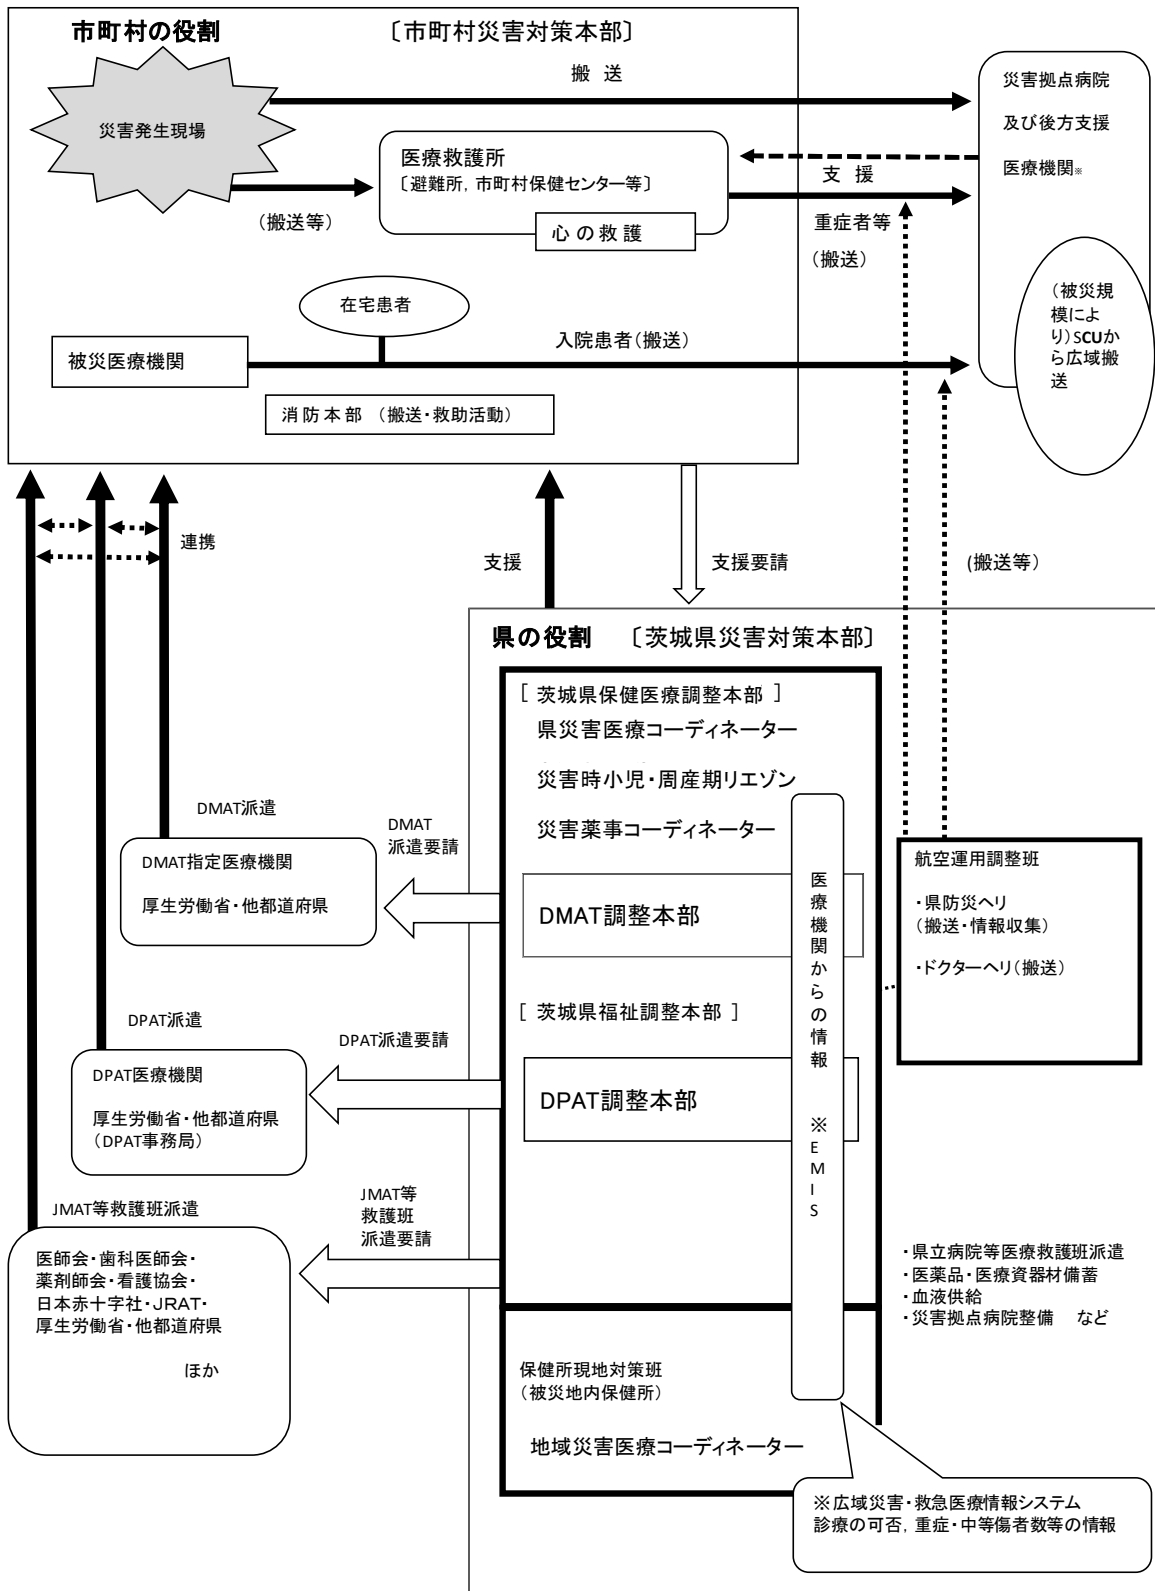 市町村の役割 〔市町村災害対策本部〕
災害発生現場
搬 送
(搬送等)
医療救護所
〔避難所，市町村保健センター等〕
心の救護
支 援
重症者等
(搬送)
災害拠点病院
及び後方支援
医療機関※
(被災規
模によ
り)SCUか
ら広域搬
送
在宅患者
被災医療機関
入院患者(搬送)
消防本部 (搬送・救助活動)
連携
支援
支援要請
(搬送等)
県の役割 〔茨城県災害対策本部〕
[ 茨城県保健医療調整本部 ]
県災害医療コーディネーター
災害時小児・周産期リエゾン
災害薬事コーディネーター
DMAT調整本部
[ 茨城県福祉調整本部 ]
DPAT調整本部
医療機関からの情報 ※EMIS
保健所現地対策班
(被災地内保健所)
地域災害医療コーディネーター
DMAT派遣
DMAT
派遣要請
DMAT指定医療機関
厚生労働省・他都道府県
DPAT派遣
DPAT派遣要請
DPAT医療機関
厚生労働省・他都道府県
(DPAT事務局)
JMAT等救護班派遣
JMAT等
救護班
派遣要請
医師会・歯科医師会・
薬剤師会・看護協会・
日本赤十字社・JRAT・
厚生労働省・他都道府県
ほか
航空運用調整班
・県防災ヘリ
(搬送・情報収集)
・ドクターヘリ(搬送)
・県立病院等医療救護班派遣
・医薬品・医療資器材備蓄
・血液供給
・災害拠点病院整備 など
※広域災害・救急医療情報システム
診療の可否，重症・中等傷者数等の情報